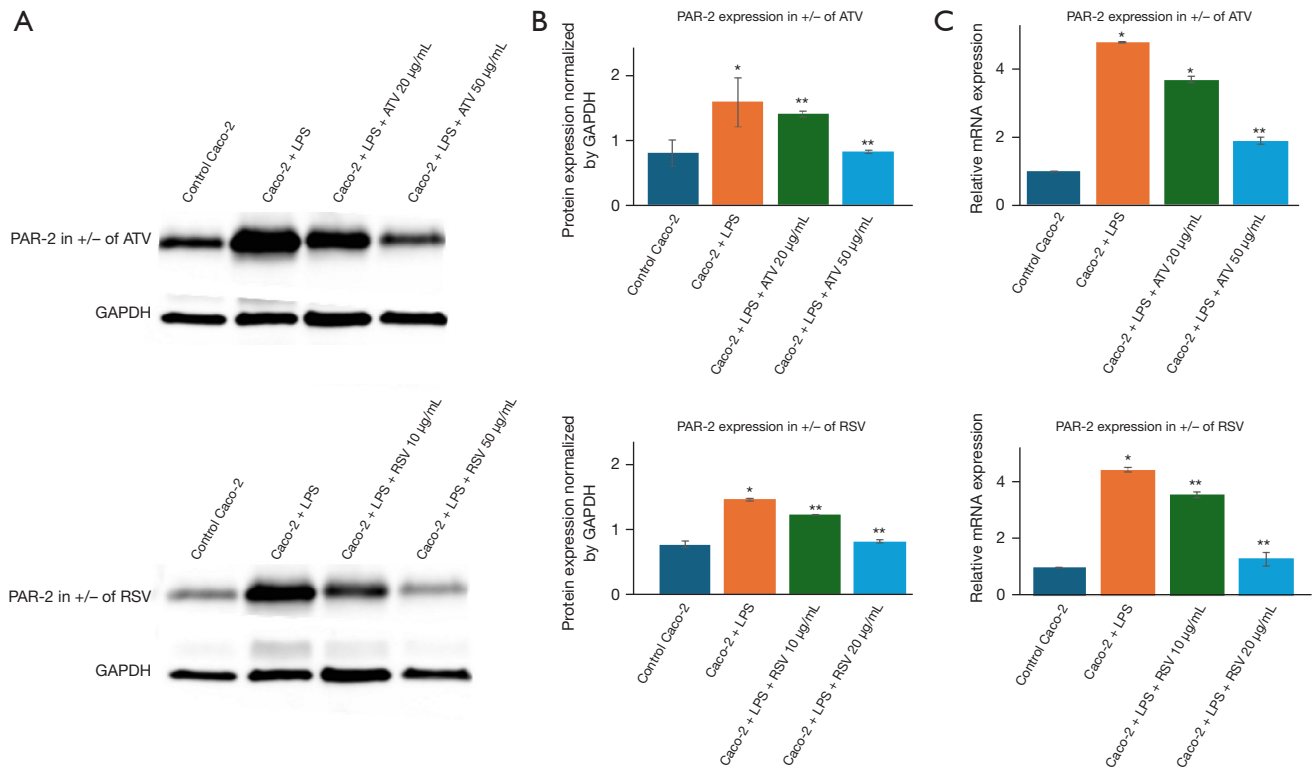 A
Control Caco-2
Caco-2 + LPS
Caco-2 + LPS + ATV 20 µg/mL
Caco-2 + LPS + ATV 50 µg/mL
PAR-2 in +/– of ATV
GAPDH
Control Caco-2
Caco-2 + LPS
Caco-2 + LPS + RSV 10 µg/mL
Caco-2 + LPS + RSV 50 µg/mL
PAR-2 in +/– of RSV
GAPDH
B
PAR-2 expression in +/– of ATV
Protein expression normalized
by GAPDH
2
1
0
*
**
**
Control Caco-2
Caco-2 + LPS
Caco-2 + LPS + ATV 20 µg/mL
Caco-2 + LPS + ATV 50 µg/mL
PAR-2 expression in +/– of RSV
Protein expression normalized
by GAPDH
2
1
0
*
**
**
Control Caco-2
Caco-2 + LPS
Caco-2 + LPS + RSV 10 µg/mL
Caco-2 + LPS + RSV 20 µg/mL
C
PAR-2 expression in +/– of ATV
Relative mRNA expression
4
2
0
*
*
**
Control Caco-2
Caco-2 + LPS
Caco-2 + LPS + ATV 20 µg/mL
Caco-2 + LPS + ATV 50 µg/mL
PAR-2 expression in +/– of RSV
Relative mRNA expression
4
2
0
*
**
**
Control Caco-2
Caco-2 + LPS
Caco-2 + LPS + RSV 10 µg/mL
Caco-2 + LPS + RSV 20 µg/mL